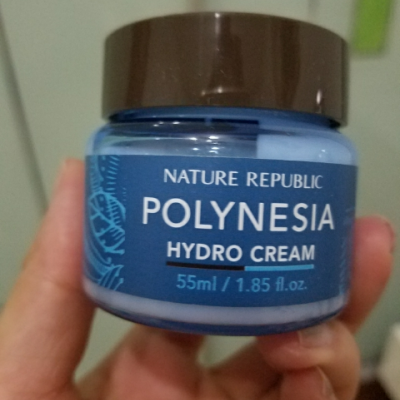 NATURE REPUBLIC
POLYNESIA
HYDRO CREAM
55ml / 1.85 fl.oz.